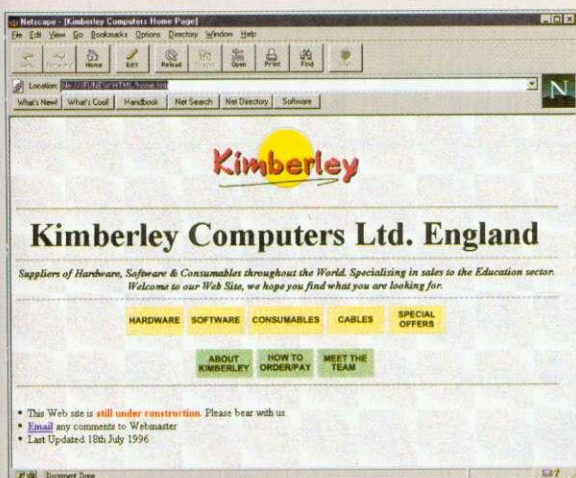 Netscape - [Kimberley Computers Home Page]
File Edit View Go Bookmarks Options Directory Window Help
Home Edit Reload Open Print Find
Location:
What's New! What's Cool Handbook Net Search Net Directory Software
N
Kimberley
Kimberley Computers Ltd. England
Suppliers of Hardware, Software & Consumables throughout the World. Specialising in sales to the Education sector.
Welcome to our Web Site, we hope you find what you are looking for.
HARDWARE SOFTWARE CONSUMABLES CABLES SPECIAL OFFERS
ABOUT KIMBERLEY HOW TO ORDER/PAY MEET THE TEAM
• This Web site is still under construction. Please bear with us
• Email any comments to Webmaster
• Last Updated 18th July 1996
Document: Done